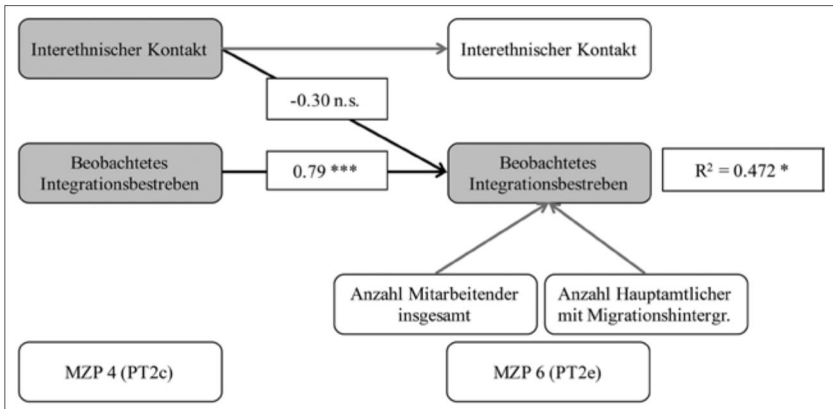 Interethnischer Kontakt
Interethnischer Kontakt
-0.30 n.s.
Beobachtetes
Integrationsbestreben
0.79 ***
Beobachtetes
Integrationsbestreben
R² = 0.472 *
Anzahl Mitarbeitender
insgesamt
Anzahl Hauptamtlicher
mit Migrationshintergr.
MZP 4 (PT2c)
MZP 6 (PT2e)